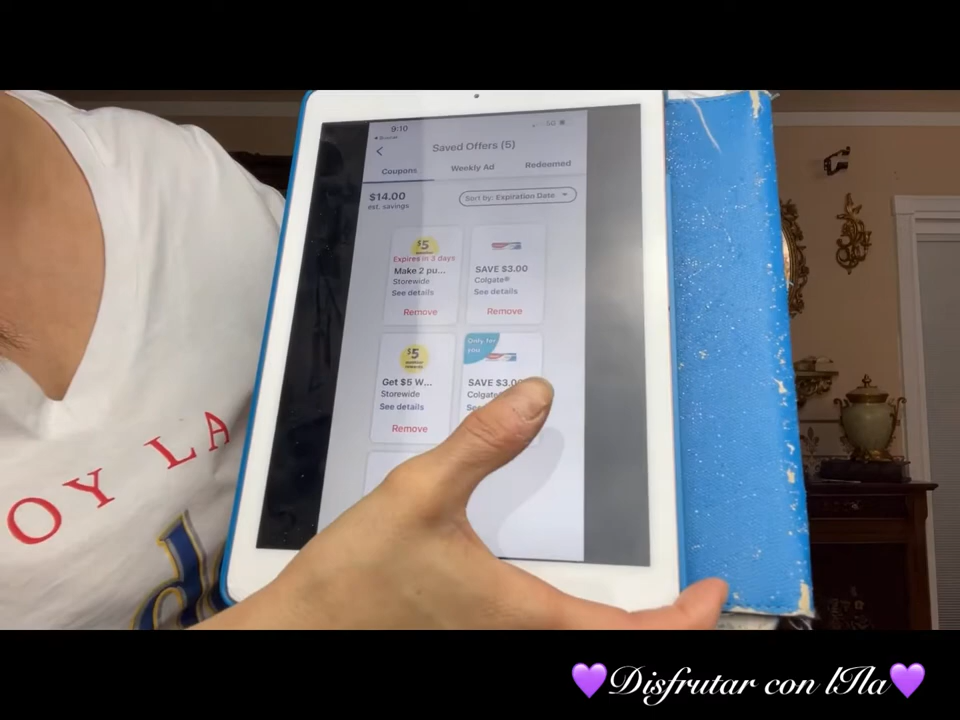 9:10
Saved Offers (5)
Coupons
Weekly Ad
Redeemed
$14.00
est. savings
Sort by: Expiration Date
$5
Expires in 3 days
Make 2 pu...
Storewide
See details
Remove
SAVE $3.00
Colgate®
See details
Remove
$5
Get $5 W...
Storewide
See details
Remove
Only for
you
SAVE $3.0
Colga
OY LA
Disfrutar con lIla